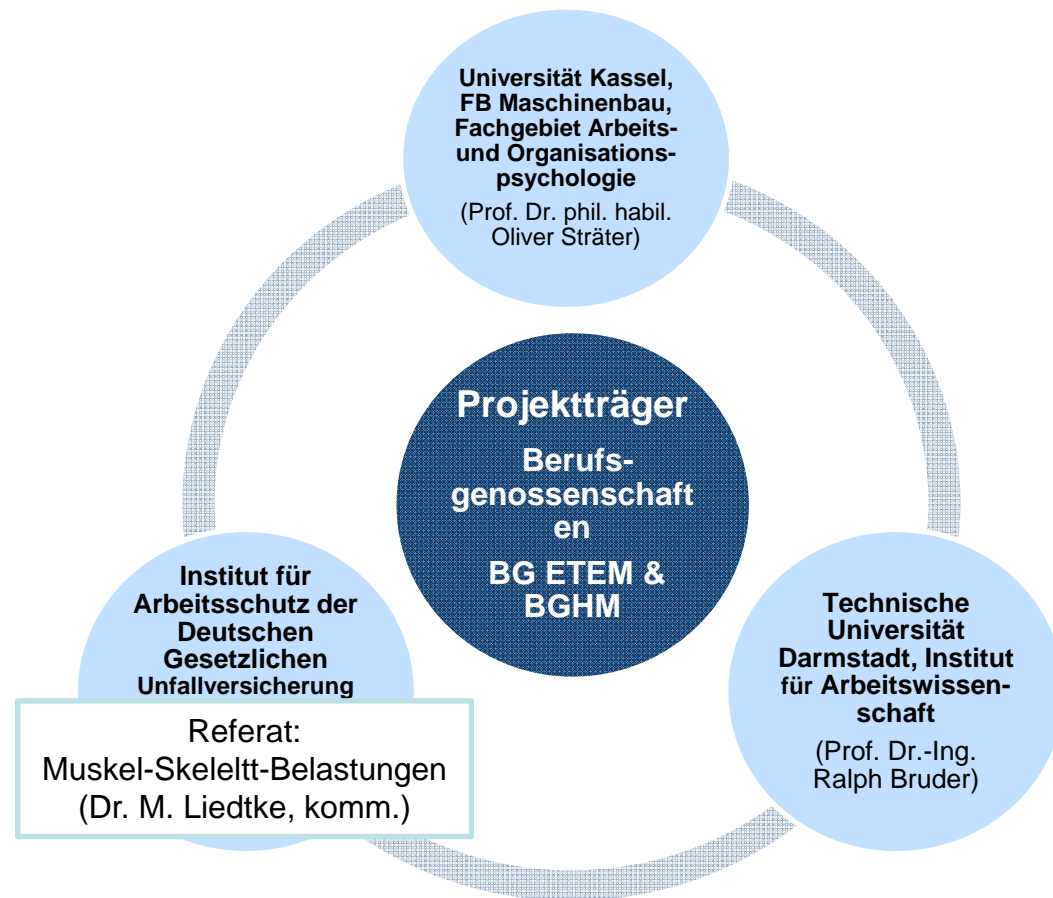 Universität Kassel,
FB Maschinenbau,
Fachgebiet Arbeits-
und Organisations-
psychologie
(Prof. Dr. phil. habil.
Oliver Sträter)
Projektträger
Berufs-
genossenschaft
en
BG ETEM &
BGHM
Institut für
Arbeitsschutz der
Deutschen
Gesetzlichen
Unfallversicherung
Referat:
Muskel-Skeleltt-Belastungen
(Dr. M. Liedtke, komm.)
Technische
Universität
Darmstadt, Institut
für Arbeitswissen-
schaft
(Prof. Dr.-Ing.
Ralph Bruder)